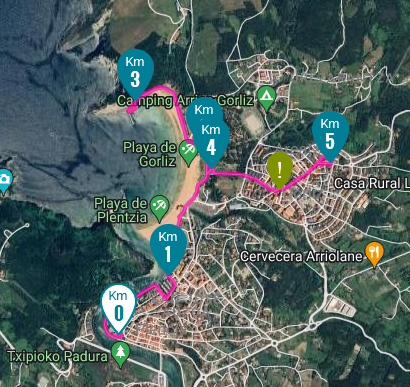 Km
3
Camping Arrien Gorliz
Km
Km
4
Km
5
Playa de
Gorliz
!
Casa Rural L
Playa de
Plentzia
Km
1
Cervecera Arriolane
Km
0
Txipioko Padura